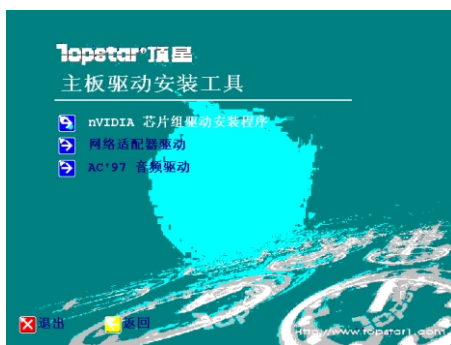 Topstar®顶星
主板驱动安装工具
nVIDIA 芯片组驱动安装程序
网络适配器驱动
AC'97 音频驱动
退出 返回
Http://www.topstar1.com